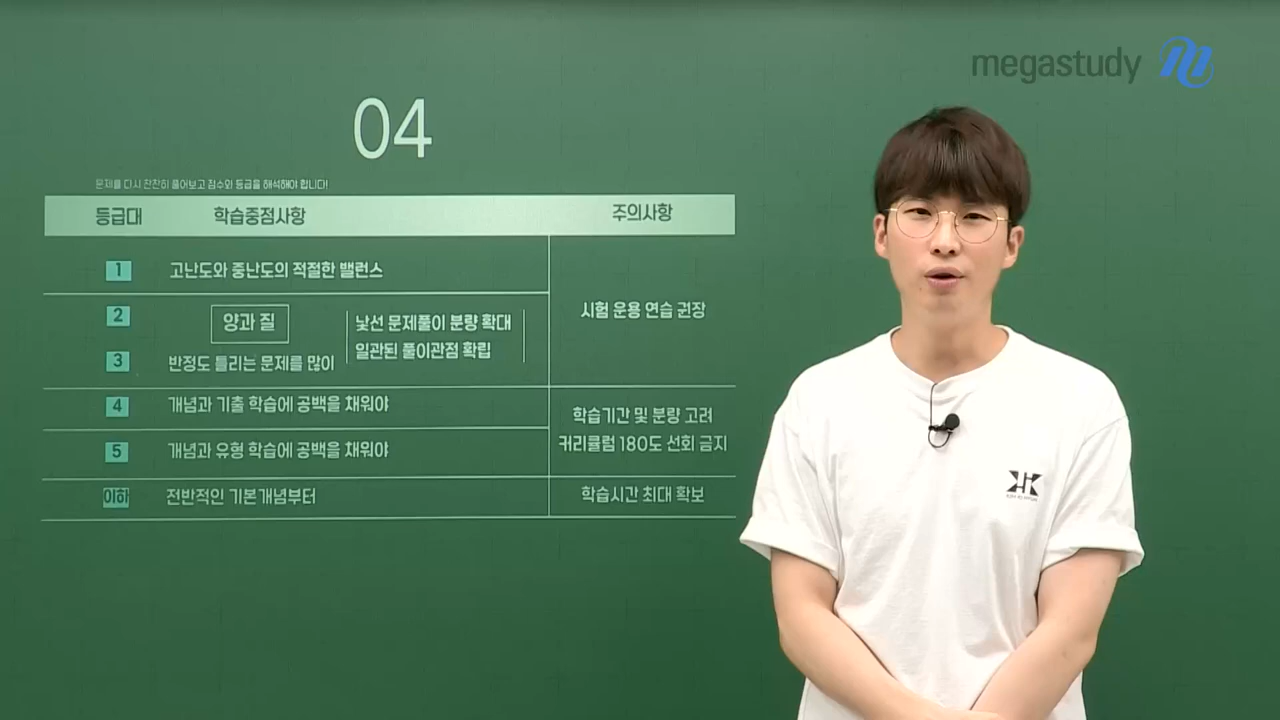 megastudy
04
문제를 다시 찬찬히 풀어보고 점수와 등급을 해석해야 합니다!
등급대 학습중점사항 주의사항
1 고난도와 중난도의 적절한 밸런스
시험 운용 연습 권장
2 양과 질
낯선 문제풀이 분량 확대
일관된 풀이관점 확립
3 반정도 틀리는 문제를 많이
4 개념과 기출 학습에 공백을 채워야
학습기간 및 분량 고려
커리큘럼 180도 선회 금지
5 개념과 유형 학습에 공백을 채워야
이하 전반적인 기본개념부터 학습시간 최대 확보